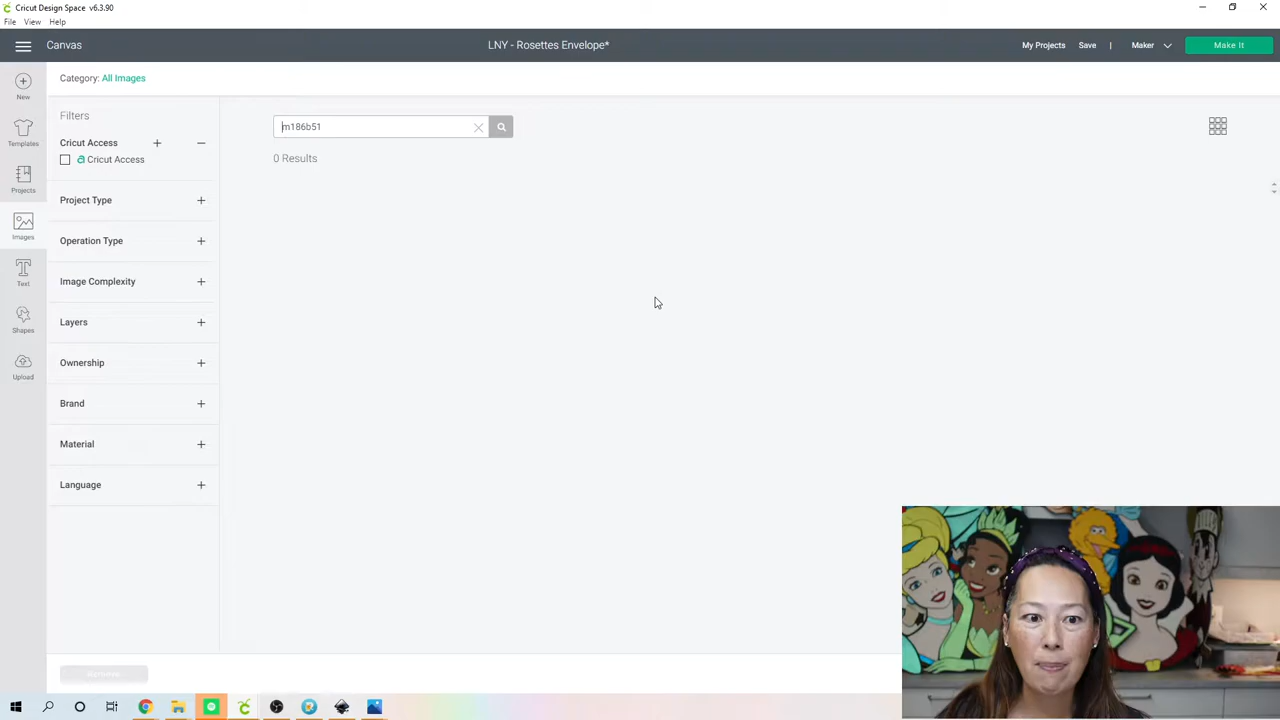 Cricut Design Space v6.3.90
File View Help
Canvas
LNY - Rosettes Envelope*
My Projects Save | Maker Make It
Category: All Images
New
Templates
Projects
Images
Text
Shapes
Upload
Filters
Cricut Access
Cricut Access
Project Type
Operation Type
Image Complexity
Layers
Ownership
Brand
Material
Language
m186b51
0 Results